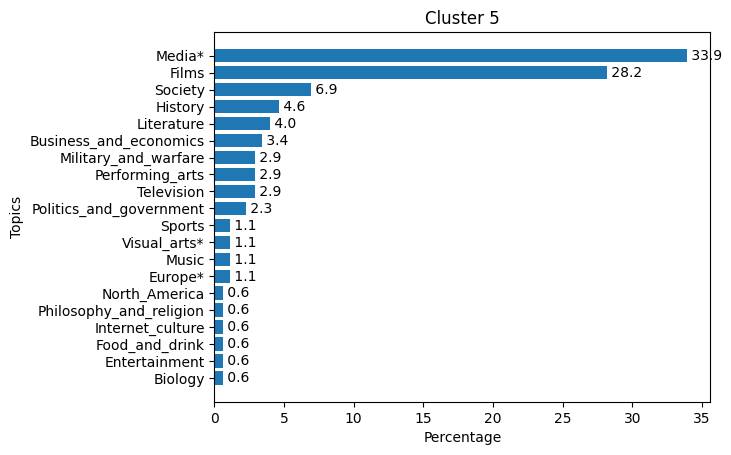 Cluster 5
Media* 33.9
Films 28.2
Society 6.9
History 4.6
Literature 4.0
Business_and_economics 3.4
Military_and_warfare 2.9
Performing_arts 2.9
Television 2.9
Politics_and_government 2.3
Sports 1.1
Visual_arts* 1.1
Music 1.1
Europe* 1.1
North_America 0.6
Philosophy_and_religion 0.6
Internet_culture 0.6
Food_and_drink 0.6
Entertainment 0.6
Biology 0.6
Topics
0 5 10 15 20 25 30 35
Percentage